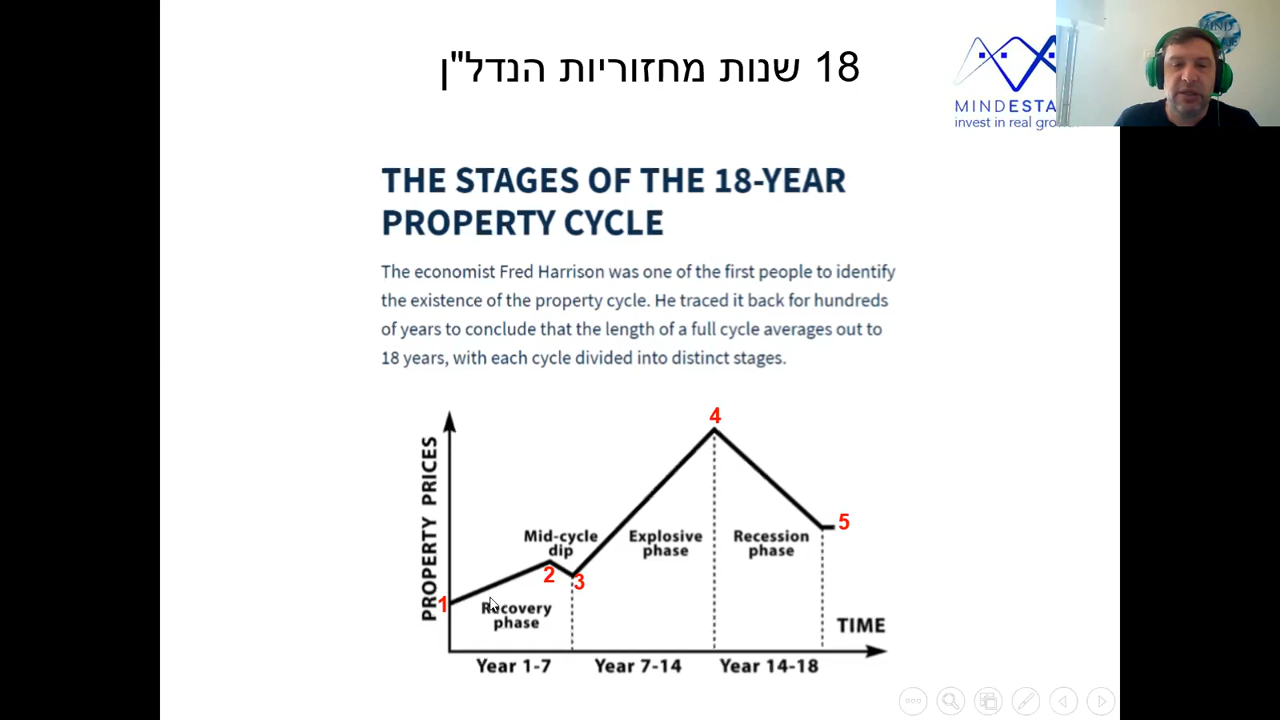 18 שנות מחזוריות הנדל"ן
MINDESTA
invest in real gro
THE STAGES OF THE 18-YEAR
PROPERTY CYCLE
The economist Fred Harrison was one of the first people to identify
the existence of the property cycle. He traced it back for hundreds
of years to conclude that the length of a full cycle averages out to
18 years, with each cycle divided into distinct stages.
PROPERTY PRICES
4
5
Mid-cycle
dip
Explosive
phase
Recession
phase
2
3
1
Recovery
phase
TIME
Year 1-7
Year 7-14
Year 14-18